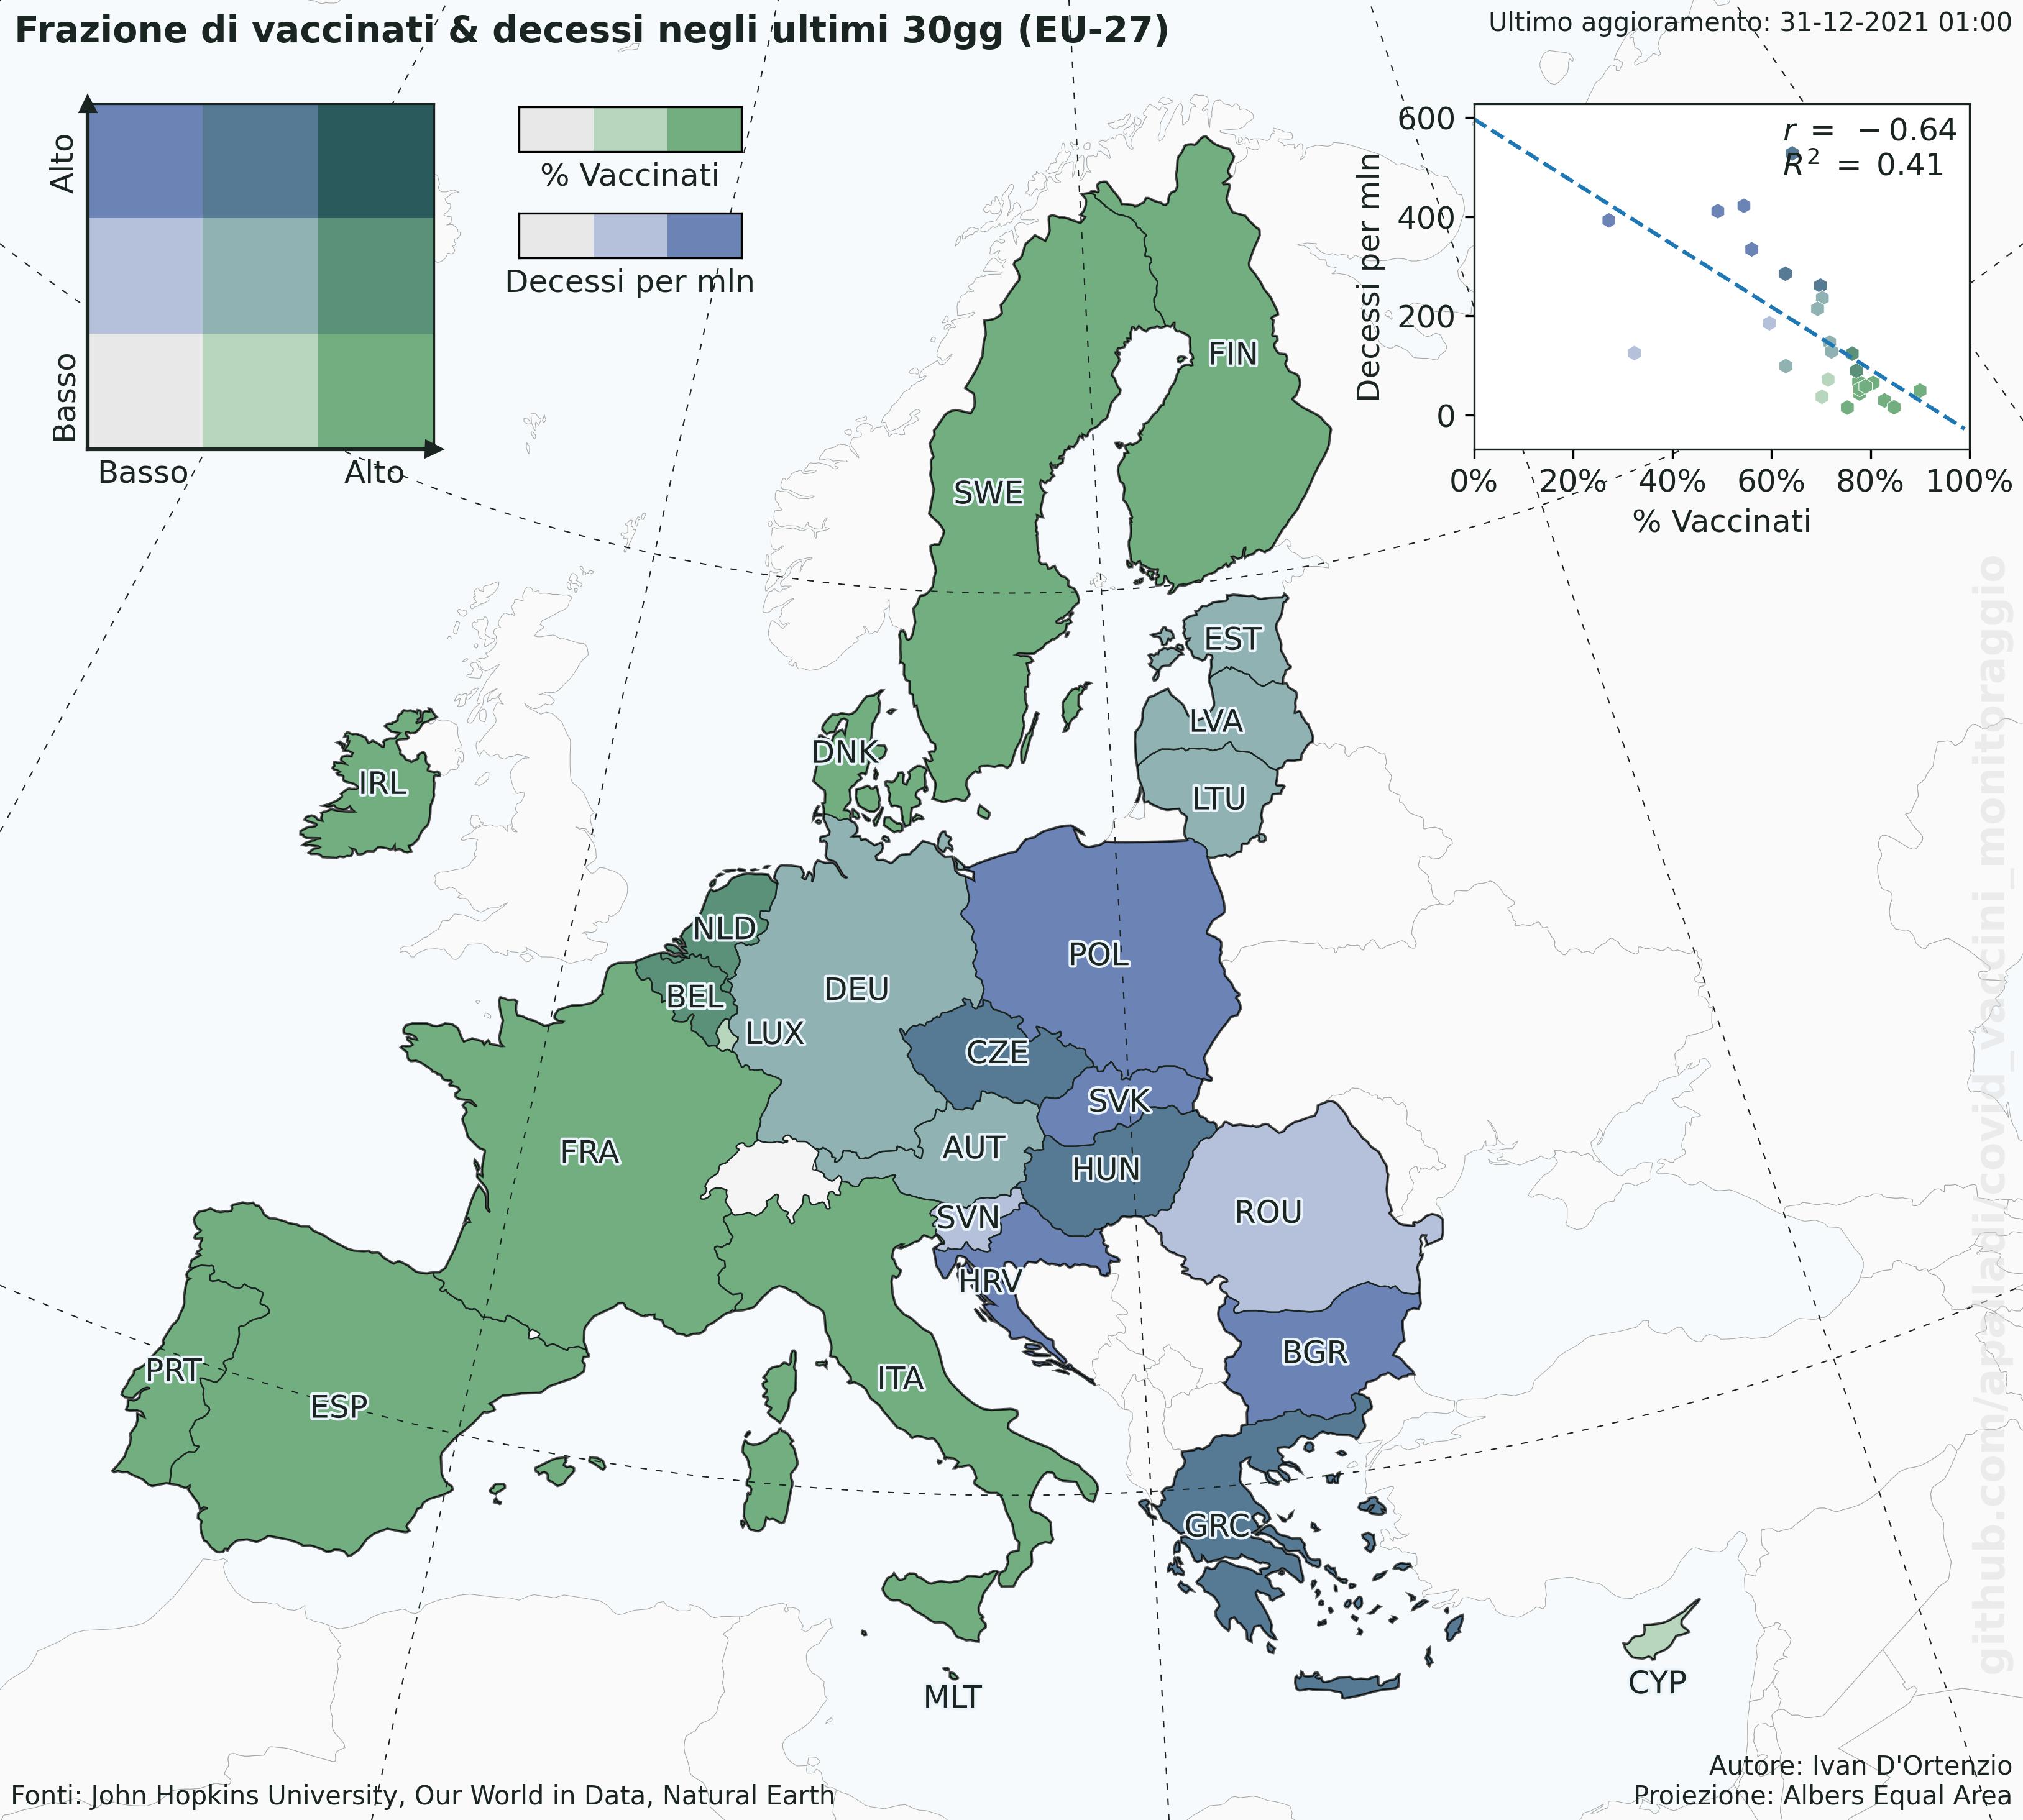 Frazione di vaccinati & decessi negli ultimi 30gg (EU-27)
Ultimo aggioramento: 31-12-2021 01:00
Alto
Basso
Basso
Alto
% Vaccinati
Decessi per mln
r = −0.64
R² = 0.41
Decessi per mln
600
400
200
0
0%
20%
40%
60%
80%
100%
% Vaccinati
FIN
SWE
EST
LVA
LTU
DNK
IRL
NLD
POL
DEU
BEL
LUX
CZE
SVK
FRA
AUT
HUN
SVN
ROU
HRV
BGR
PRT
ITA
ESP
GRC
CYP
MLT
github.com/apalladi/covid_vaccini_monitoraggio
Autore: Ivan D'Ortenzio
Fonti: John Hopkins University, Our World in Data, Natural Earth
Proiezione: Albers Equal Area